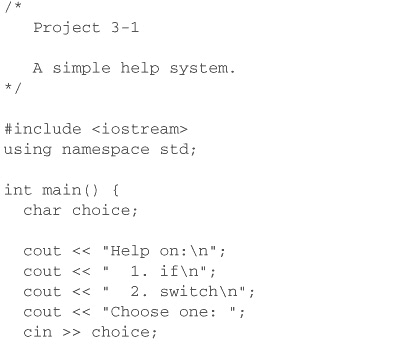 /*
   Project 3-1

   A simple help system.
*/

#include <iostream>
using namespace std;

int main() {
  char choice;

  cout << "Help on:\n";
  cout << "  1. if\n";
  cout << "  2. switch\n";
  cout << "Choose one: ";
  cin >> choice;